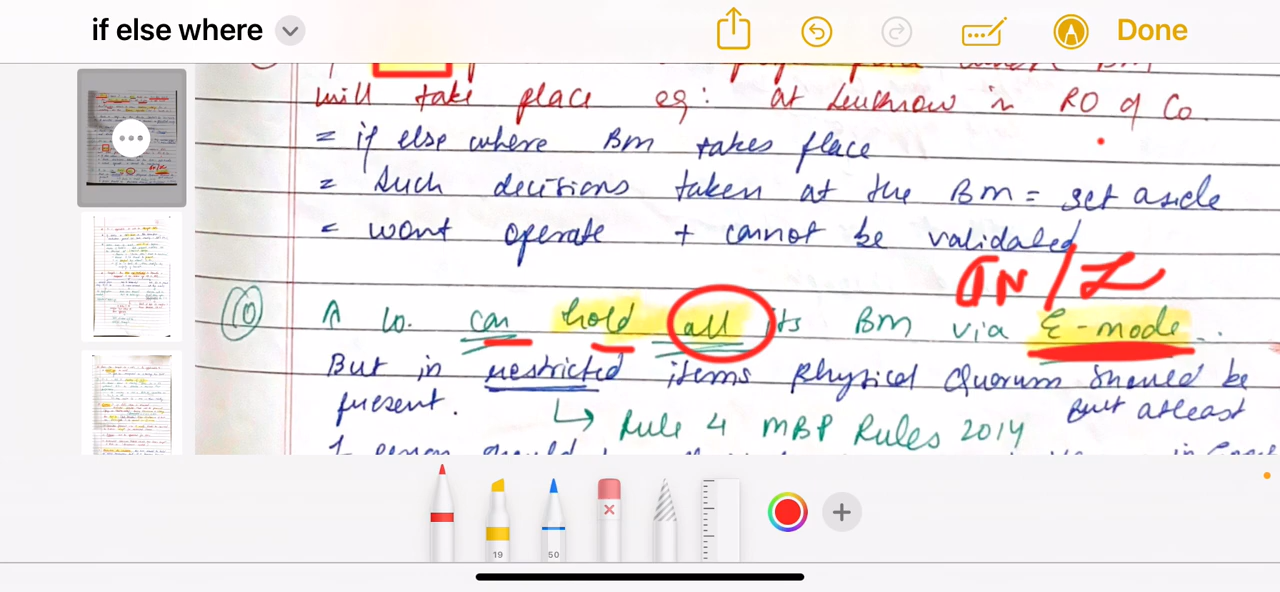 if else where
Done
will take place eg: at Lucknow in RO of Co.
= if else where BM takes place
= Such decisions taken at the BM = set aside
= wont operate + cannot be validated
IN/L
(10) A Co. can hold all its BM via E-mode.
But in restricted items physical Quorum should be
present. But atleast
↳ Rule 4 MBP Rules 2014
19
50